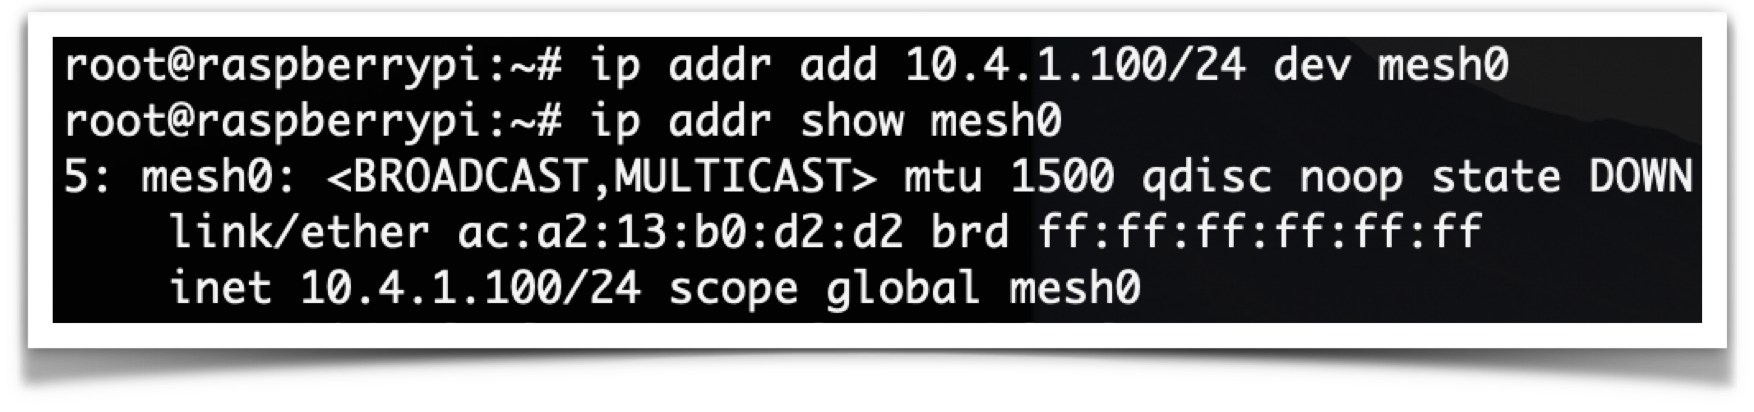 root@raspberrypi:~# ip addr add 10.4.1.100/24 dev mesh0
root@raspberrypi:~# ip addr show mesh0
5: mesh0: <BROADCAST,MULTICAST> mtu 1500 qdisc noop state DOWN
link/ether ac:a2:13:b0:d2:d2 brd ff:ff:ff:ff:ff:ff
inet 10.4.1.100/24 scope global mesh0